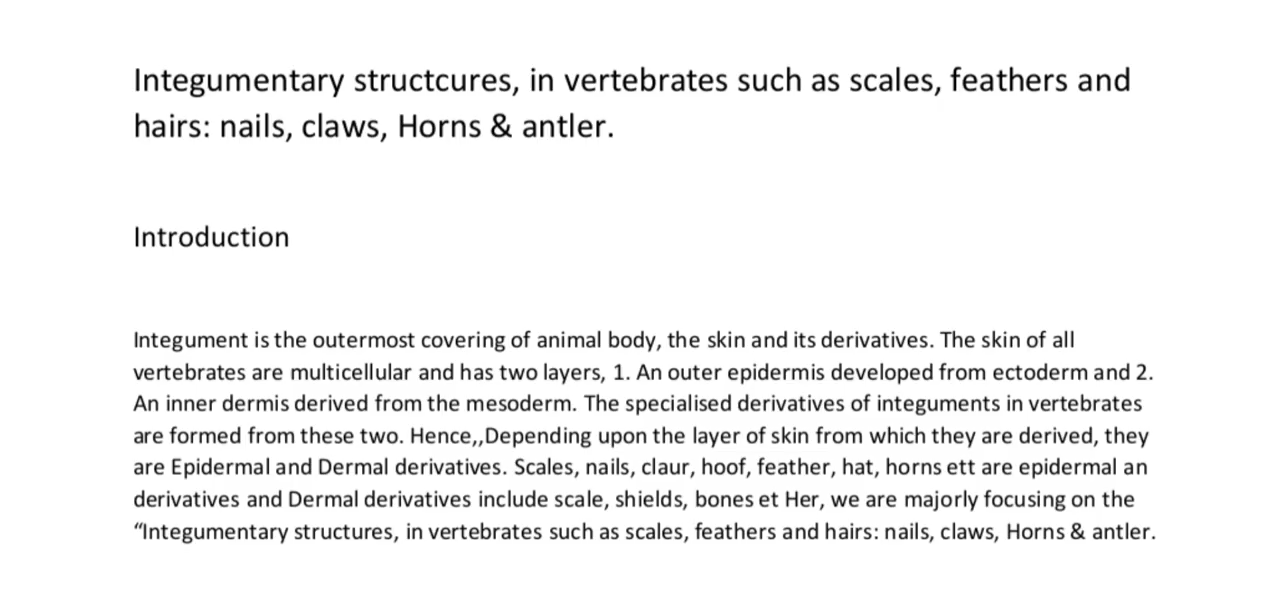 Integumentary structcures, in vertebrates such as scales, feathers and
hairs: nails, claws, Horns & antler.
Introduction
Integument is the outermost covering of animal body, the skin and its derivatives. The skin of all
vertebrates are multicellular and has two layers, 1. An outer epidermis developed from ectoderm and 2.
An inner dermis derived from the mesoderm. The specialised derivatives of integuments in vertebrates
are formed from these two. Hence,,Depending upon the layer of skin from which they are derived, they
are Epidermal and Dermal derivatives. Scales, nails, claur, hoof, feather, hat, horns ett are epidermal an
derivatives and Dermal derivatives include scale, shields, bones et Her, we are majorly focusing on the
“Integumentary structures, in vertebrates such as scales, feathers and hairs: nails, claws, Horns & antler.